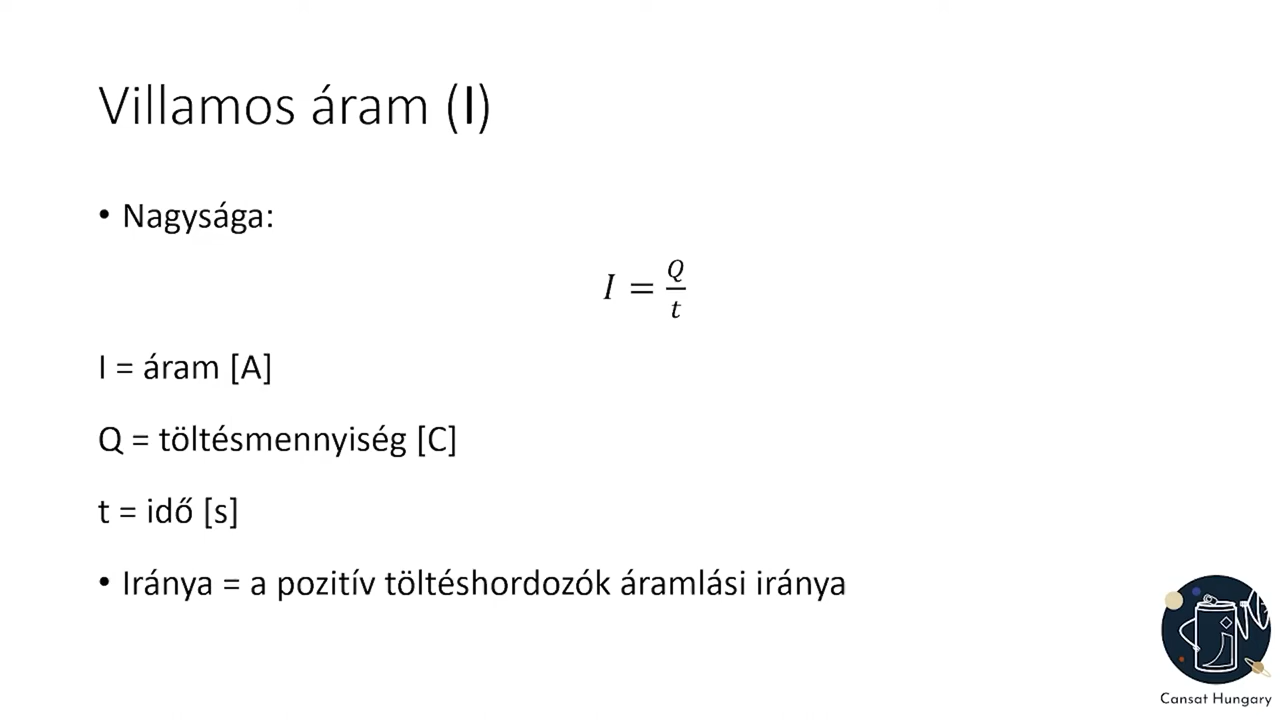 Villamos áram (I)
• Nagysága:
I = Q/t
I = áram [A]
Q = töltésmennyiség [C]
t = idő [s]
• Iránya = a pozitív töltéshordozók áramlási iránya
Cansat Hungary